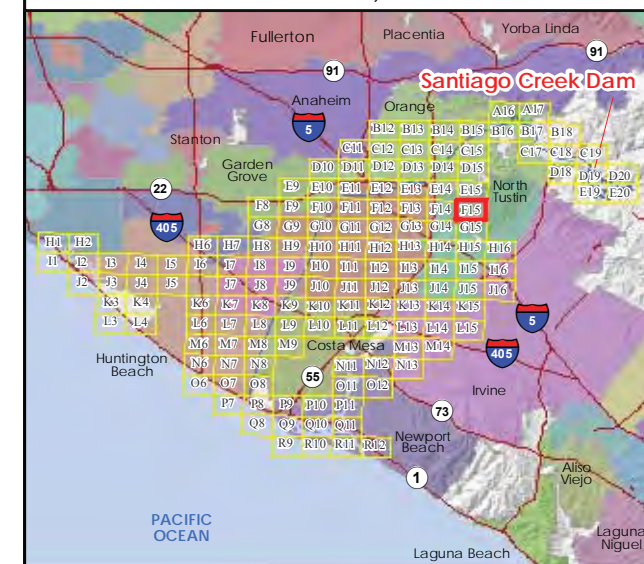 Fullerton
Placentia
Yorba Linda
91
91
Santiago Creek Dam
Anaheim
Orange
5
A16 A17
B12 B13 B14 B15 B16 B17 B18
Stanton
C11 C12 C13 C14 C15 C17 C18 C19
Garden
Grove
D10 D11 D12 D13 D14 D15 D18 D19 D20
E9 E10 E11 E12 E13 E14 E15 E19 E20
22
North
Tustin
F8 F9 F10 F11 F12 F13 F14 F15
405
G8 G9 G10 G11 G12 G13 G14 G15
H1 H2 H6 H7 H8 H9 H10 H11 H12 H13 H14 H15 H16
I1 I2 I3 I4 I5 I6 I7 I8 I9 I10 I11 I12 I13 I14 I15 I16
J2 J3 J4 J5 J7 J8 J9 J10 J11 J12 J13 J14 J15 J16
K3 K4 K6 K7 K8 K9 K10 K11 K12 K13 K14 K15
5
L3 L4 L6 L7 L8 L9 L10 L11 L12 L13 L14 L15
M6 M7 M8 M9 Costa Mesa M13 M14
405
Huntington
Beach
N6 N7 N8 N11 N12 N13
55
O6 O7 O8 O11 O12
Irvine
P7 P8 P9 P10 P11
73
Q8 Q9 Q10 Q11
R9 R10 R11 R12
Newport
Beach
1
Aliso
Viejo
PACIFIC
OCEAN
Laguna
Niguel
Laguna Beach